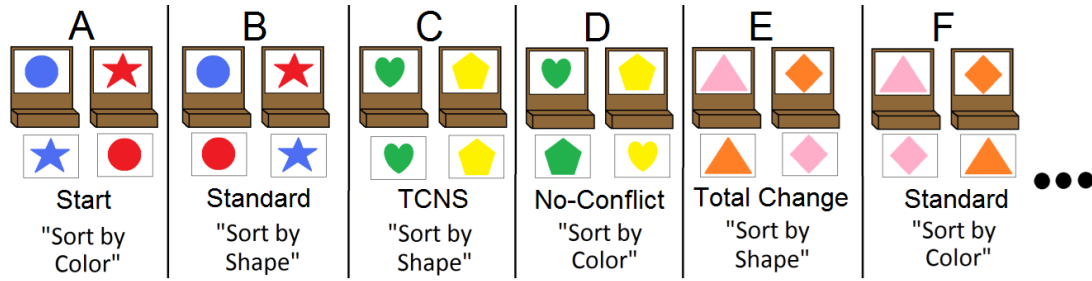 A
B
C
D
E
F
Start
Standard
TCNS
No-Conflict
Total Change
Standard
"Sort by
Color"
"Sort by
Shape"
"Sort by
Shape"
"Sort by
Color"
"Sort by
Shape"
"Sort by
Color"